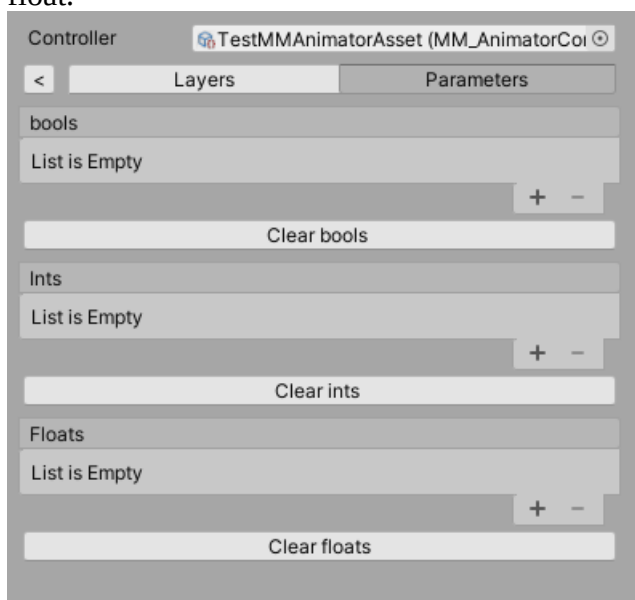 Controller TestMMAnimatorAsset (MM_AnimatorCoı
< Layers Parameters
bools
List is Empty
+ −
Clear bools
Ints
List is Empty
+ −
Clear ints
Floats
List is Empty
+ −
Clear floats